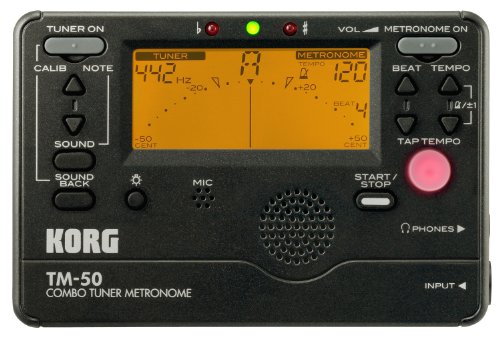 TUNER ON
♭
♯
VOL
METRONOME ON
CALIB NOTE
TUNER
METRONOME
442 Hz
A
TEMPO 120
-20
+20
BEAT 4
-50 CENT
+50 CENT
BEAT TEMPO
/±1
SOUND
TAP TEMPO
SOUND BACK
MIC
START/ STOP
PHONES
KORG
TM-50
COMBO TUNER METRONOME
INPUT